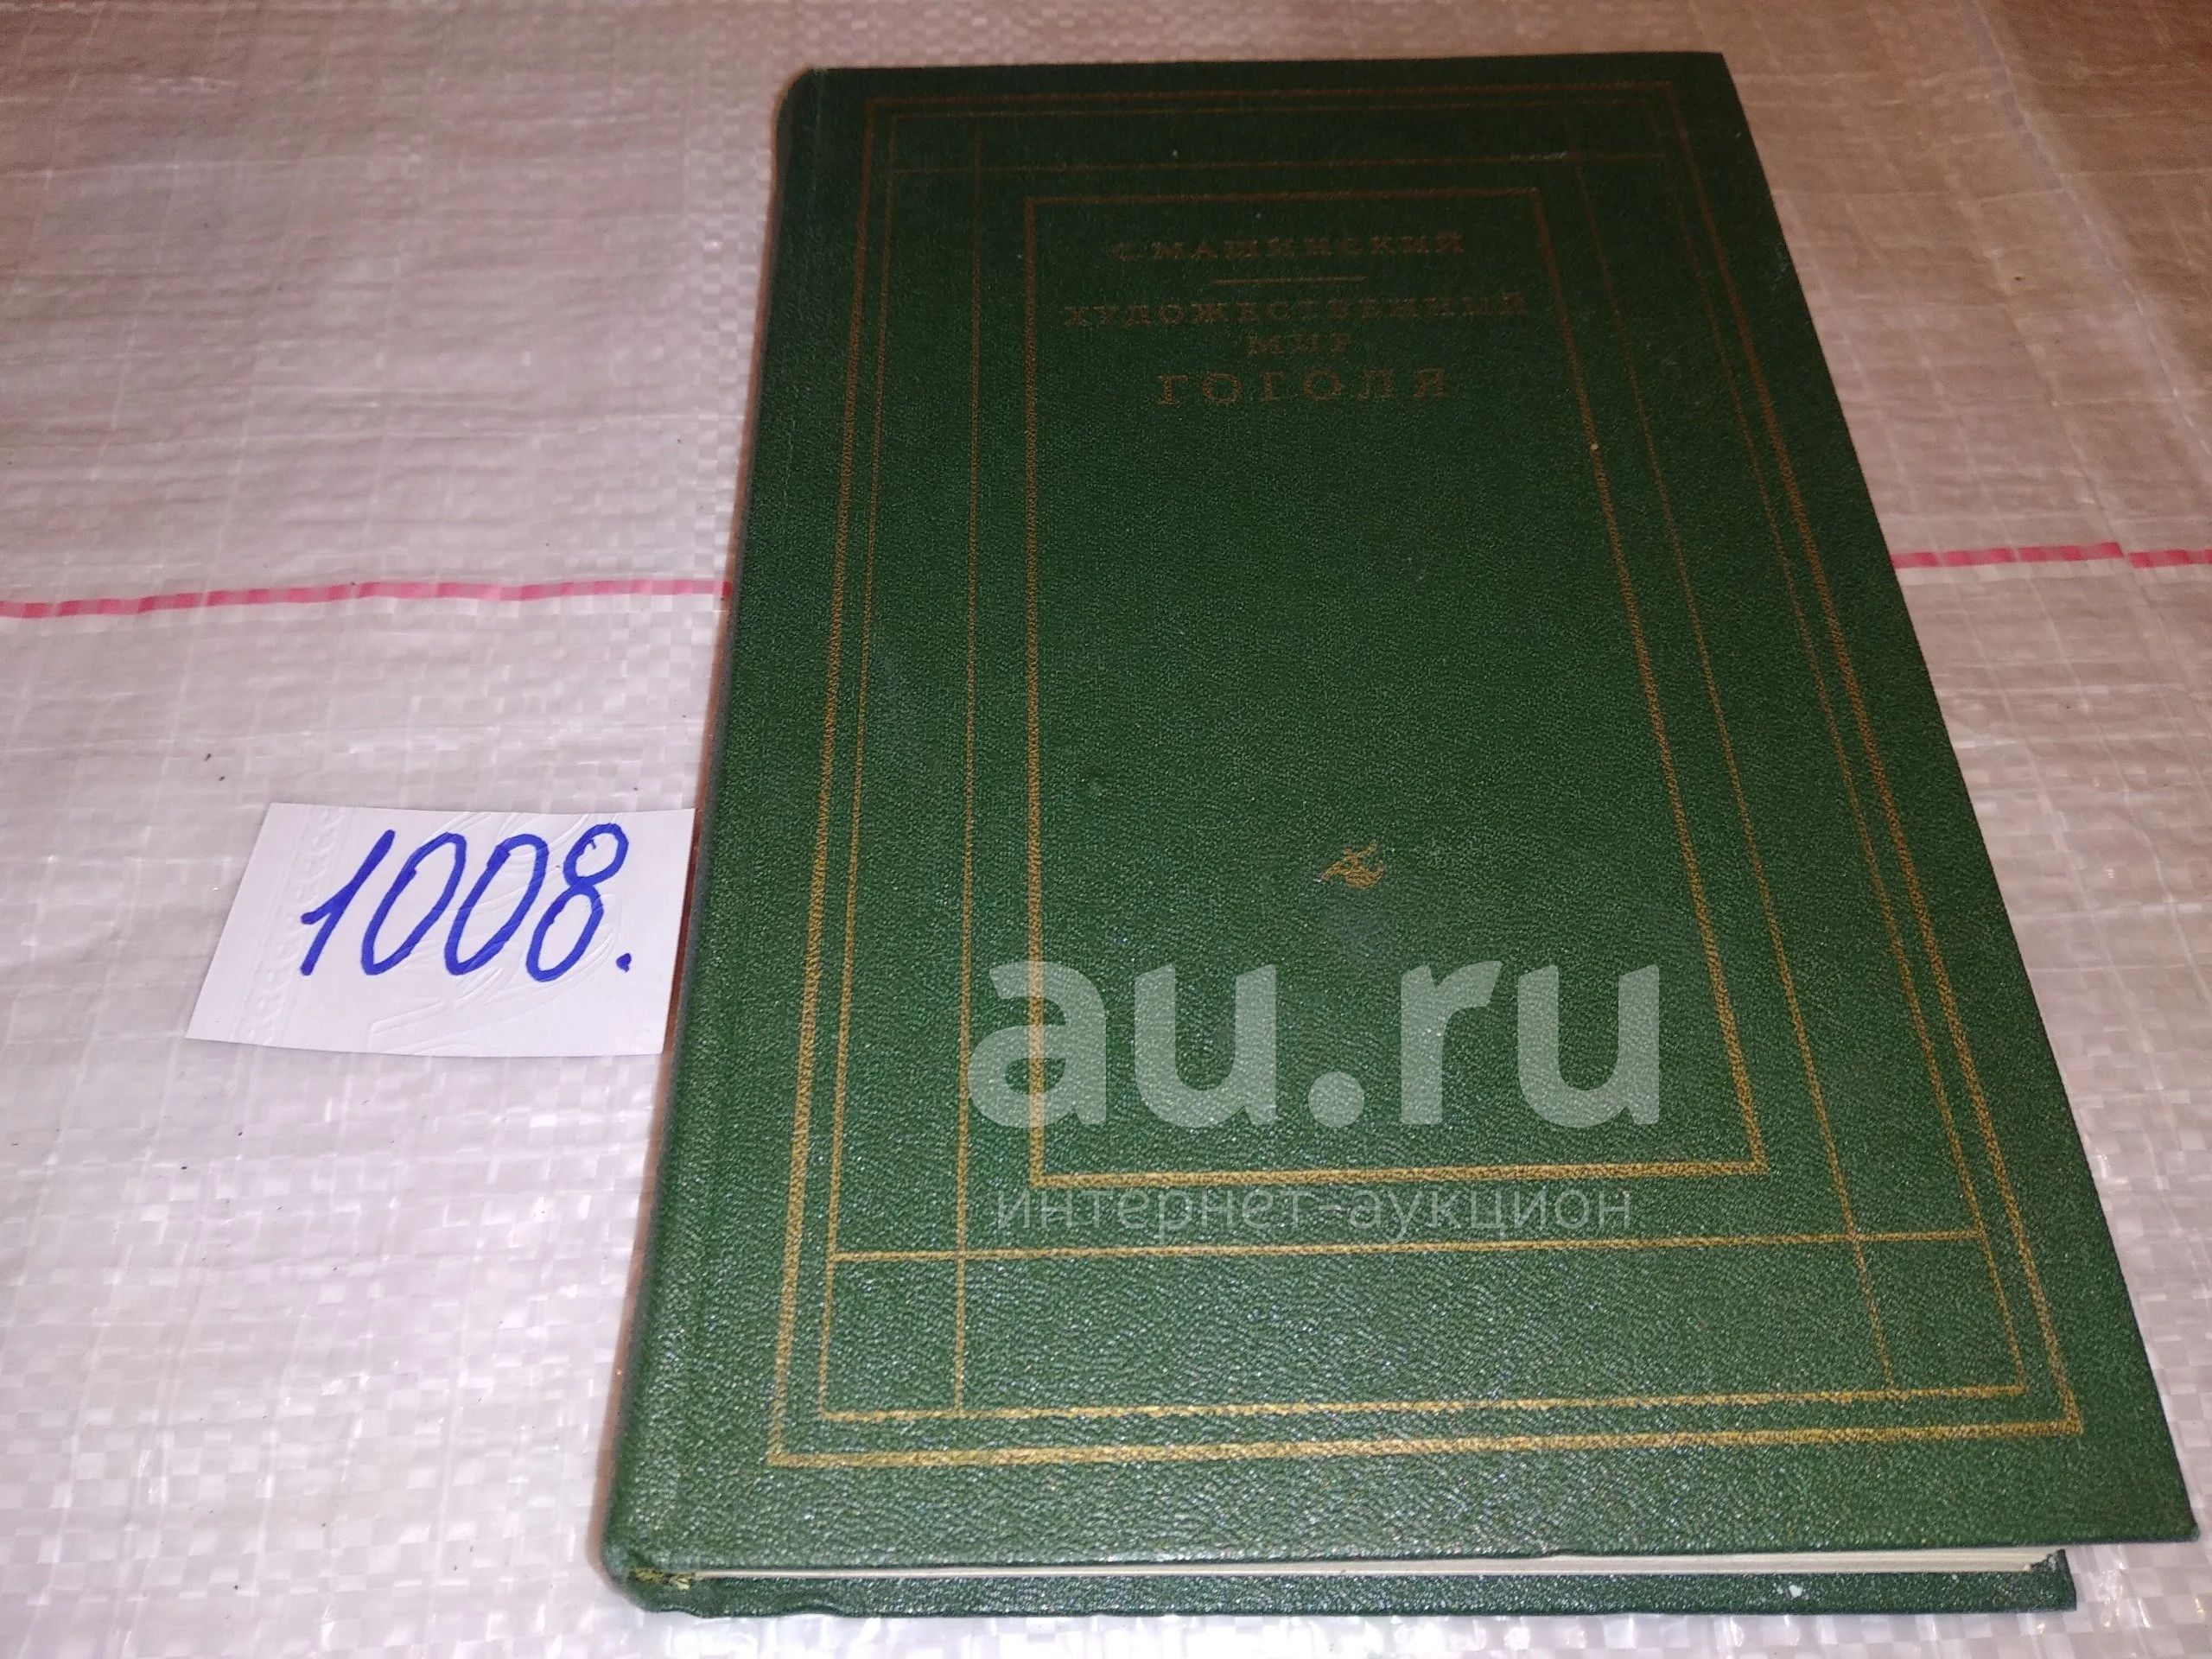 С. МАШИНСКИЙ
ХУДОЖЕСТВЕННЫЙ
МИР
ГОГОЛЯ
1008.
au.ru
интернет-аукцион